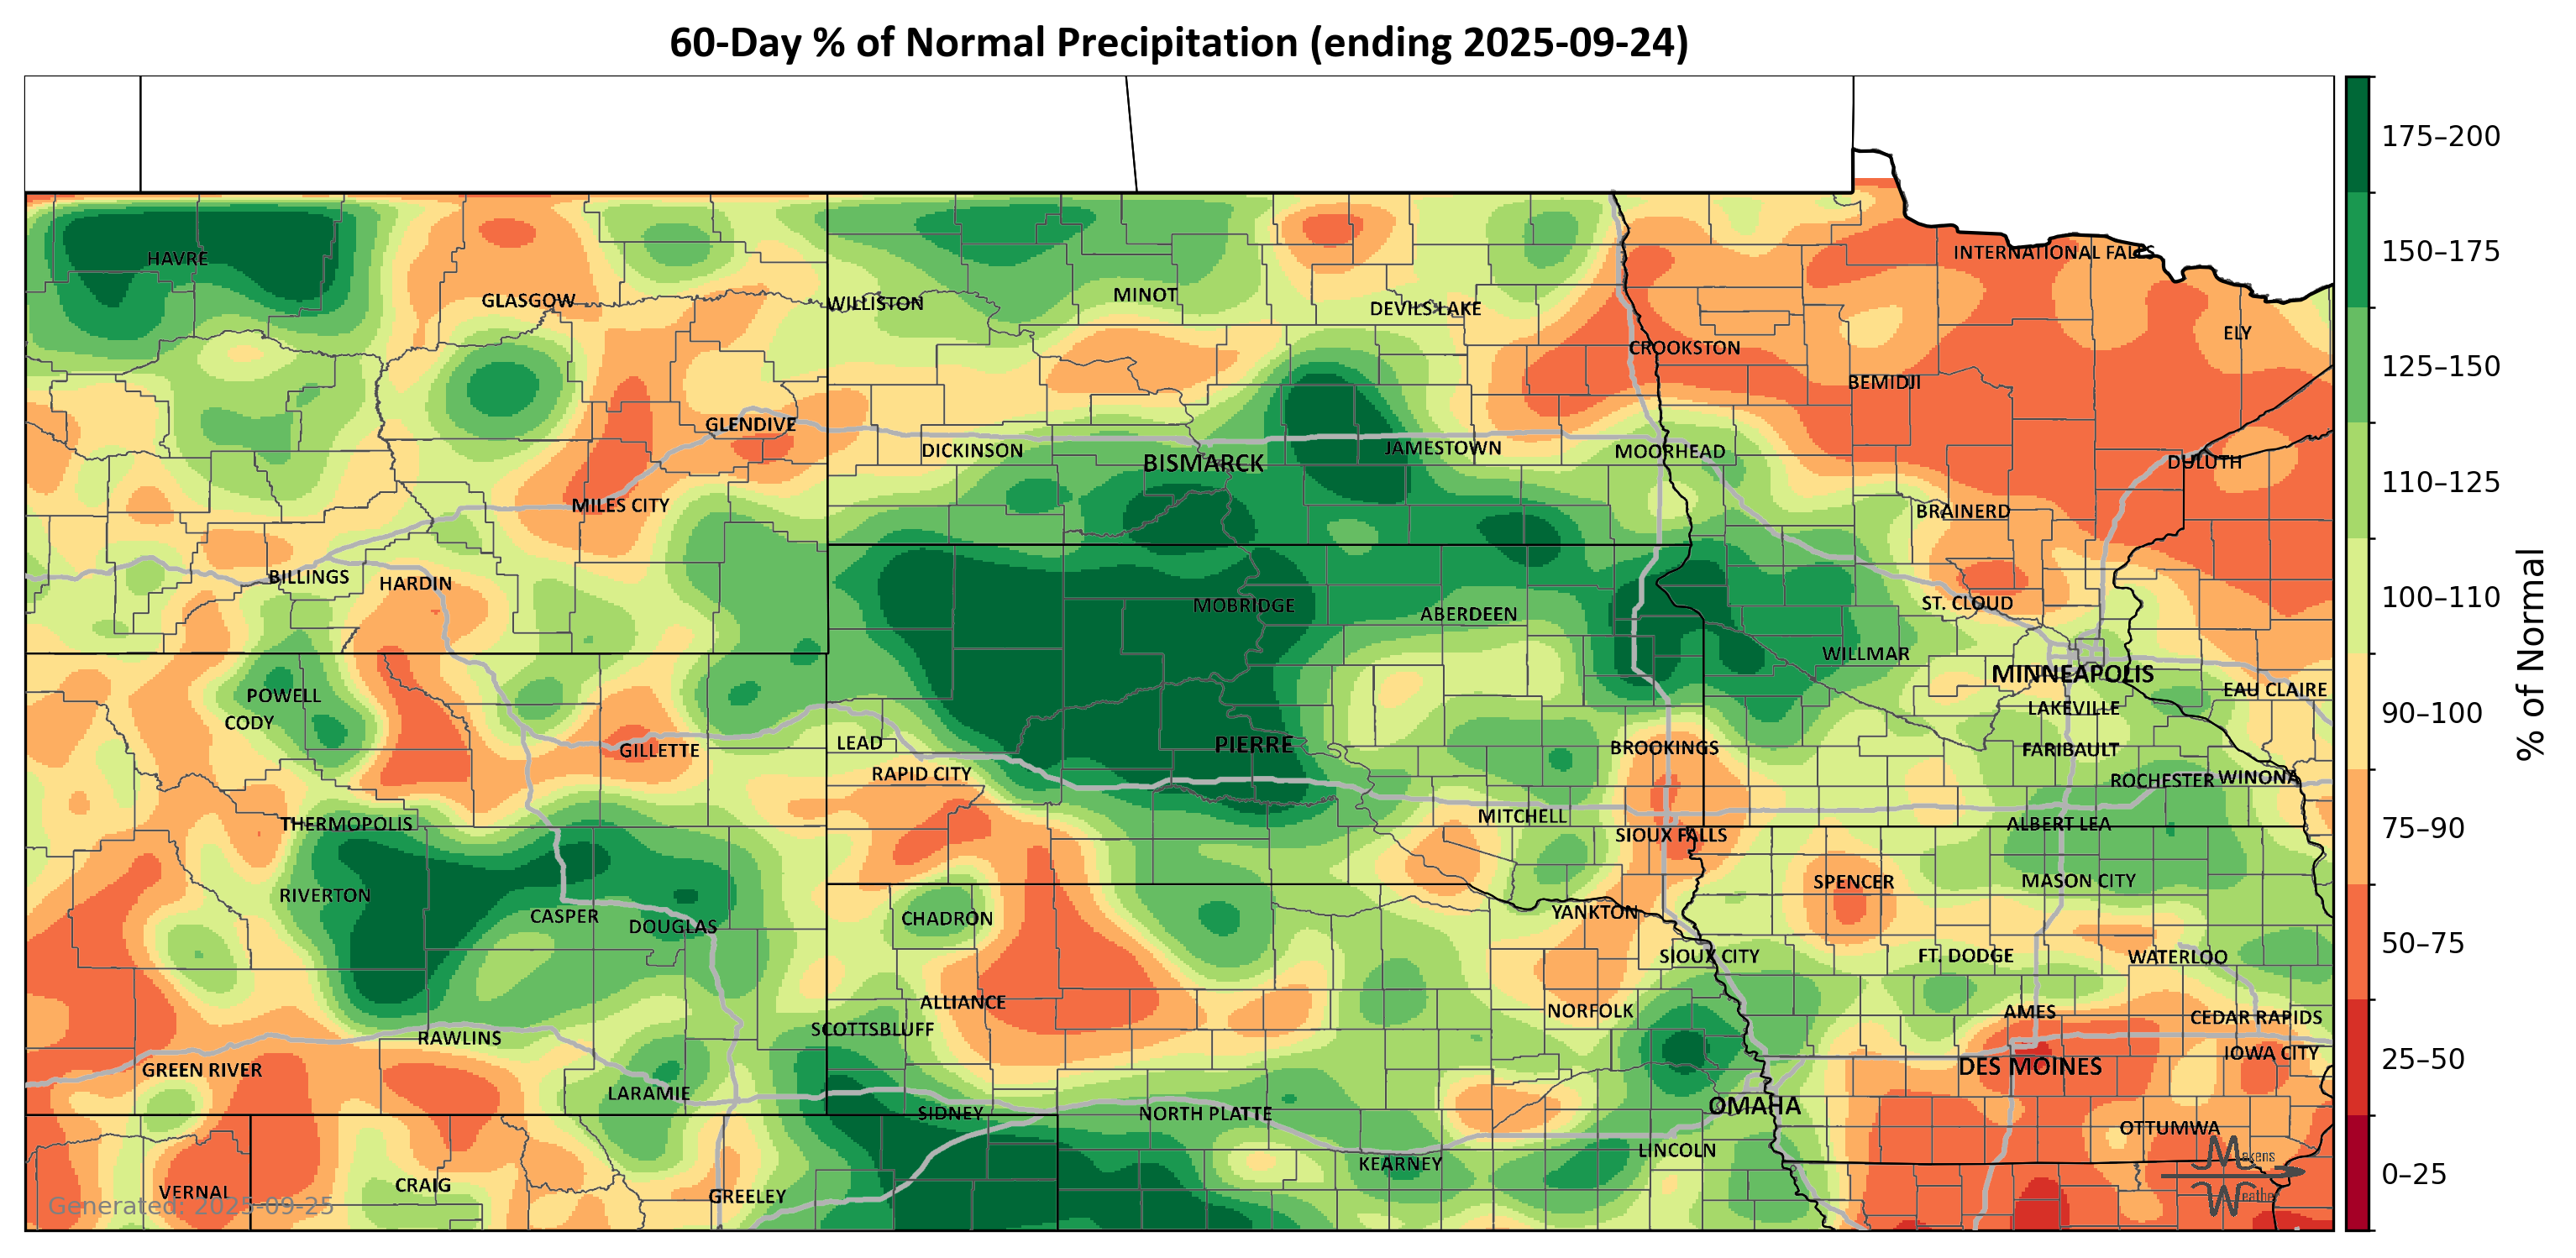 60-Day % of Normal Precipitation (ending 2025-09-24)
175–200
150–175
125–150
110–125
100–110
90–100
75–90
50–75
25–50
0–25
% of Normal
HAVRE
INTERNATIONAL FALLS
GLASGOW
WILLISTON
MINOT
DEVILS LAKE
ELY
CROOKSTON
BEMIDJI
GLENDIVE
DICKINSON
BISMARCK
JAMESTOWN
MOORHEAD
DULUTH
MILES CITY
BRAINERD
BILLINGS
HARDIN
MOBRIDGE
ABERDEEN
ST. CLOUD
WILLMAR
MINNEAPOLIS
POWELL
EAU CLAIRE
CODY
LAKEVILLE
GILLETTE
LEAD
PIERRE
BROOKINGS
FARIBAULT
RAPID CITY
ROCHESTER
WINONA
THERMOPOLIS
MITCHELL
SIOUX FALLS
ALBERT LEA
RIVERTON
SPENCER
MASON CITY
CASPER
DOUGLAS
CHADRON
YANKTON
SIOUX CITY
FT. DODGE
WATERLOO
ALLIANCE
NORFOLK
AMES
CEDAR RAPIDS
SCOTTSBLUFF
RAWLINS
IOWA CITY
GREEN RIVER
DES MOINES
LARAMIE
SIDNEY
NORTH PLATTE
OMAHA
OTTUMWA
LINCOLN
KEARNEY
VERNAL
CRAIG
GREELEY
Generated: 2025-09-25
Makens
Weather